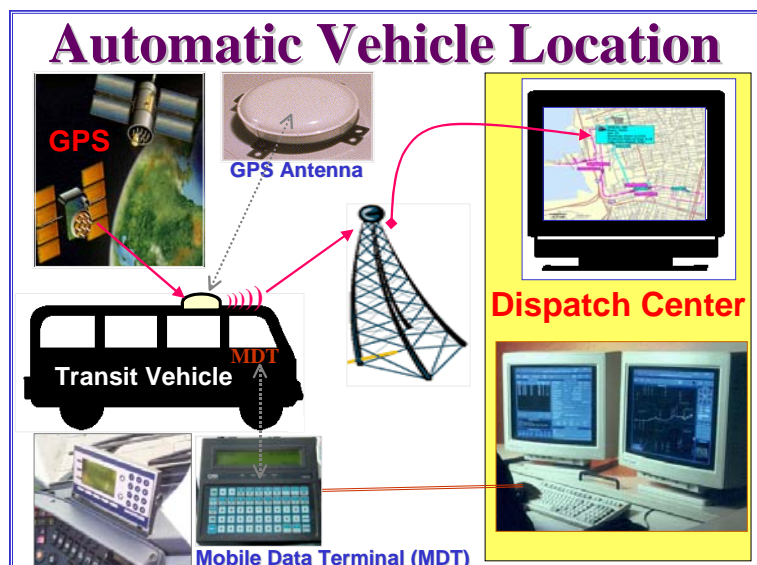 Automatic Vehicle Location
GPS
GPS Antenna
Dispatch Center
MDT
Transit Vehicle
Mobile Data Terminal (MDT)